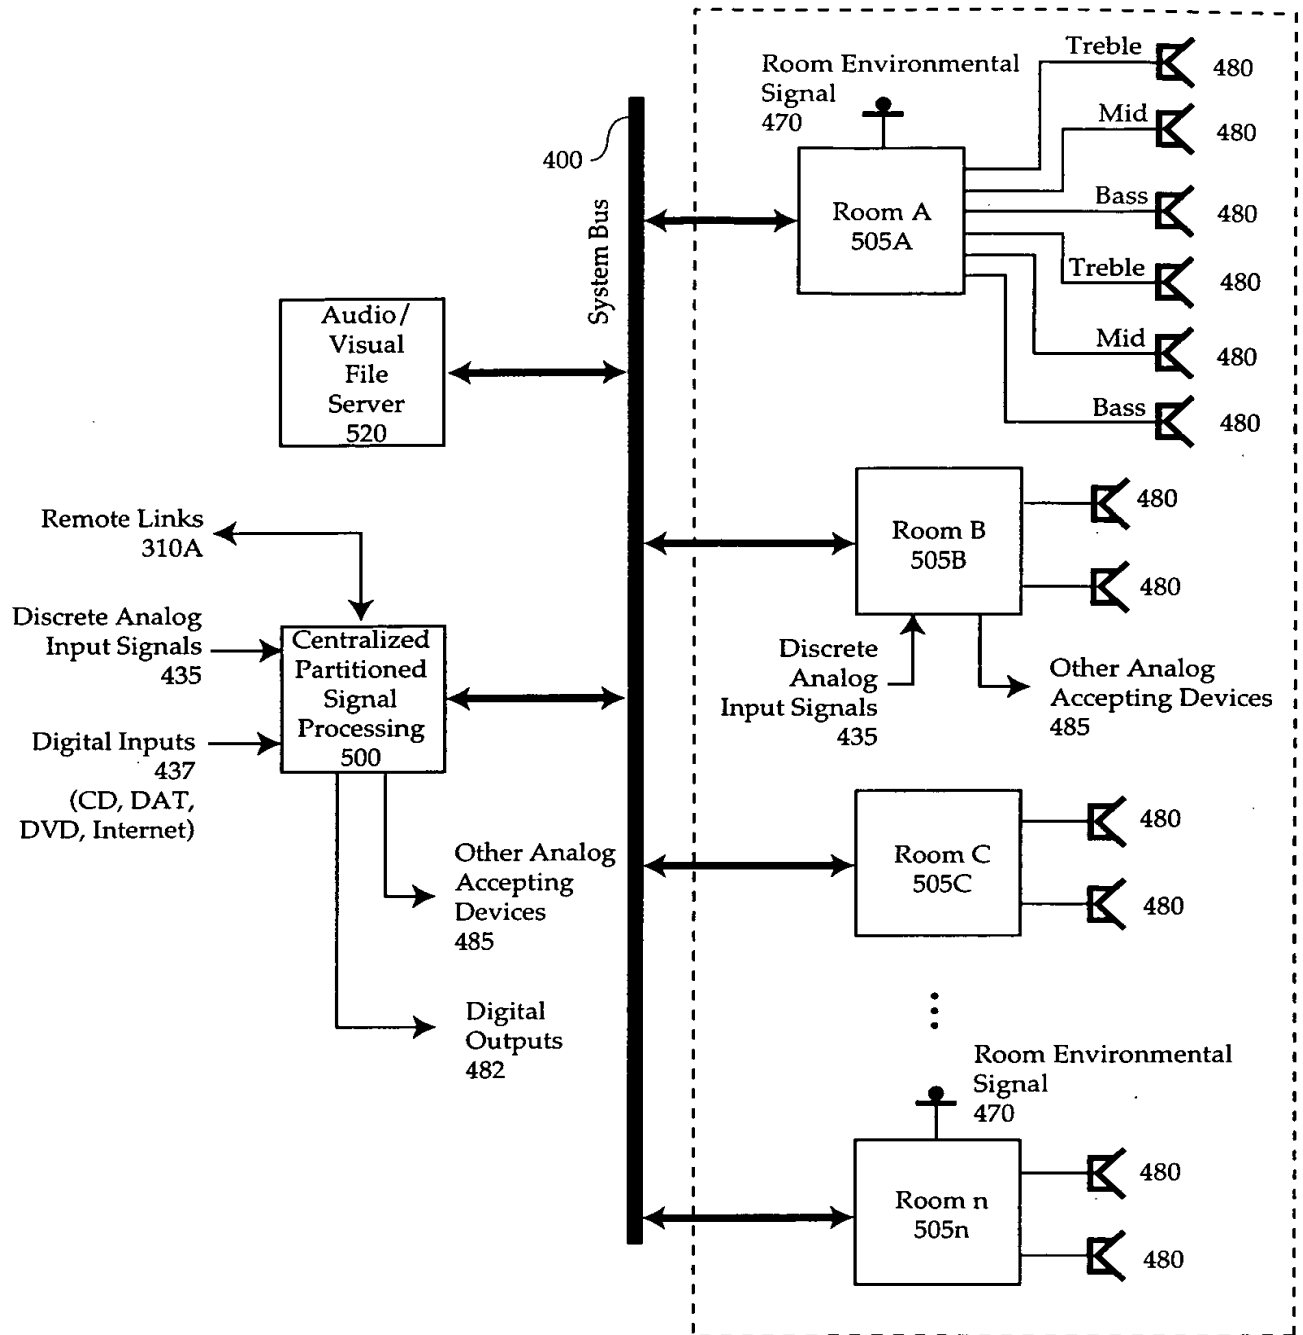 Treble
480
Room Environmental
Signal
470
Mid
480
400
System Bus
Room A
505A
Bass
480
Treble
480
Mid
480
Bass
480
Audio/
Visual
File
Server
520
Remote Links
310A
Room B
505B
480
480
Discrete Analog
Input Signals
435
Centralized
Partitioned
Signal
Processing
500
Discrete
Analog
Input Signals
435
Other Analog
Accepting Devices
485
Digital Inputs
437
(CD, DAT,
DVD, Internet)
Other Analog
Accepting
Devices
485
Room C
505C
480
480
Digital
Outputs
482
Room Environmental
Signal
470
Room n
505n
480
480